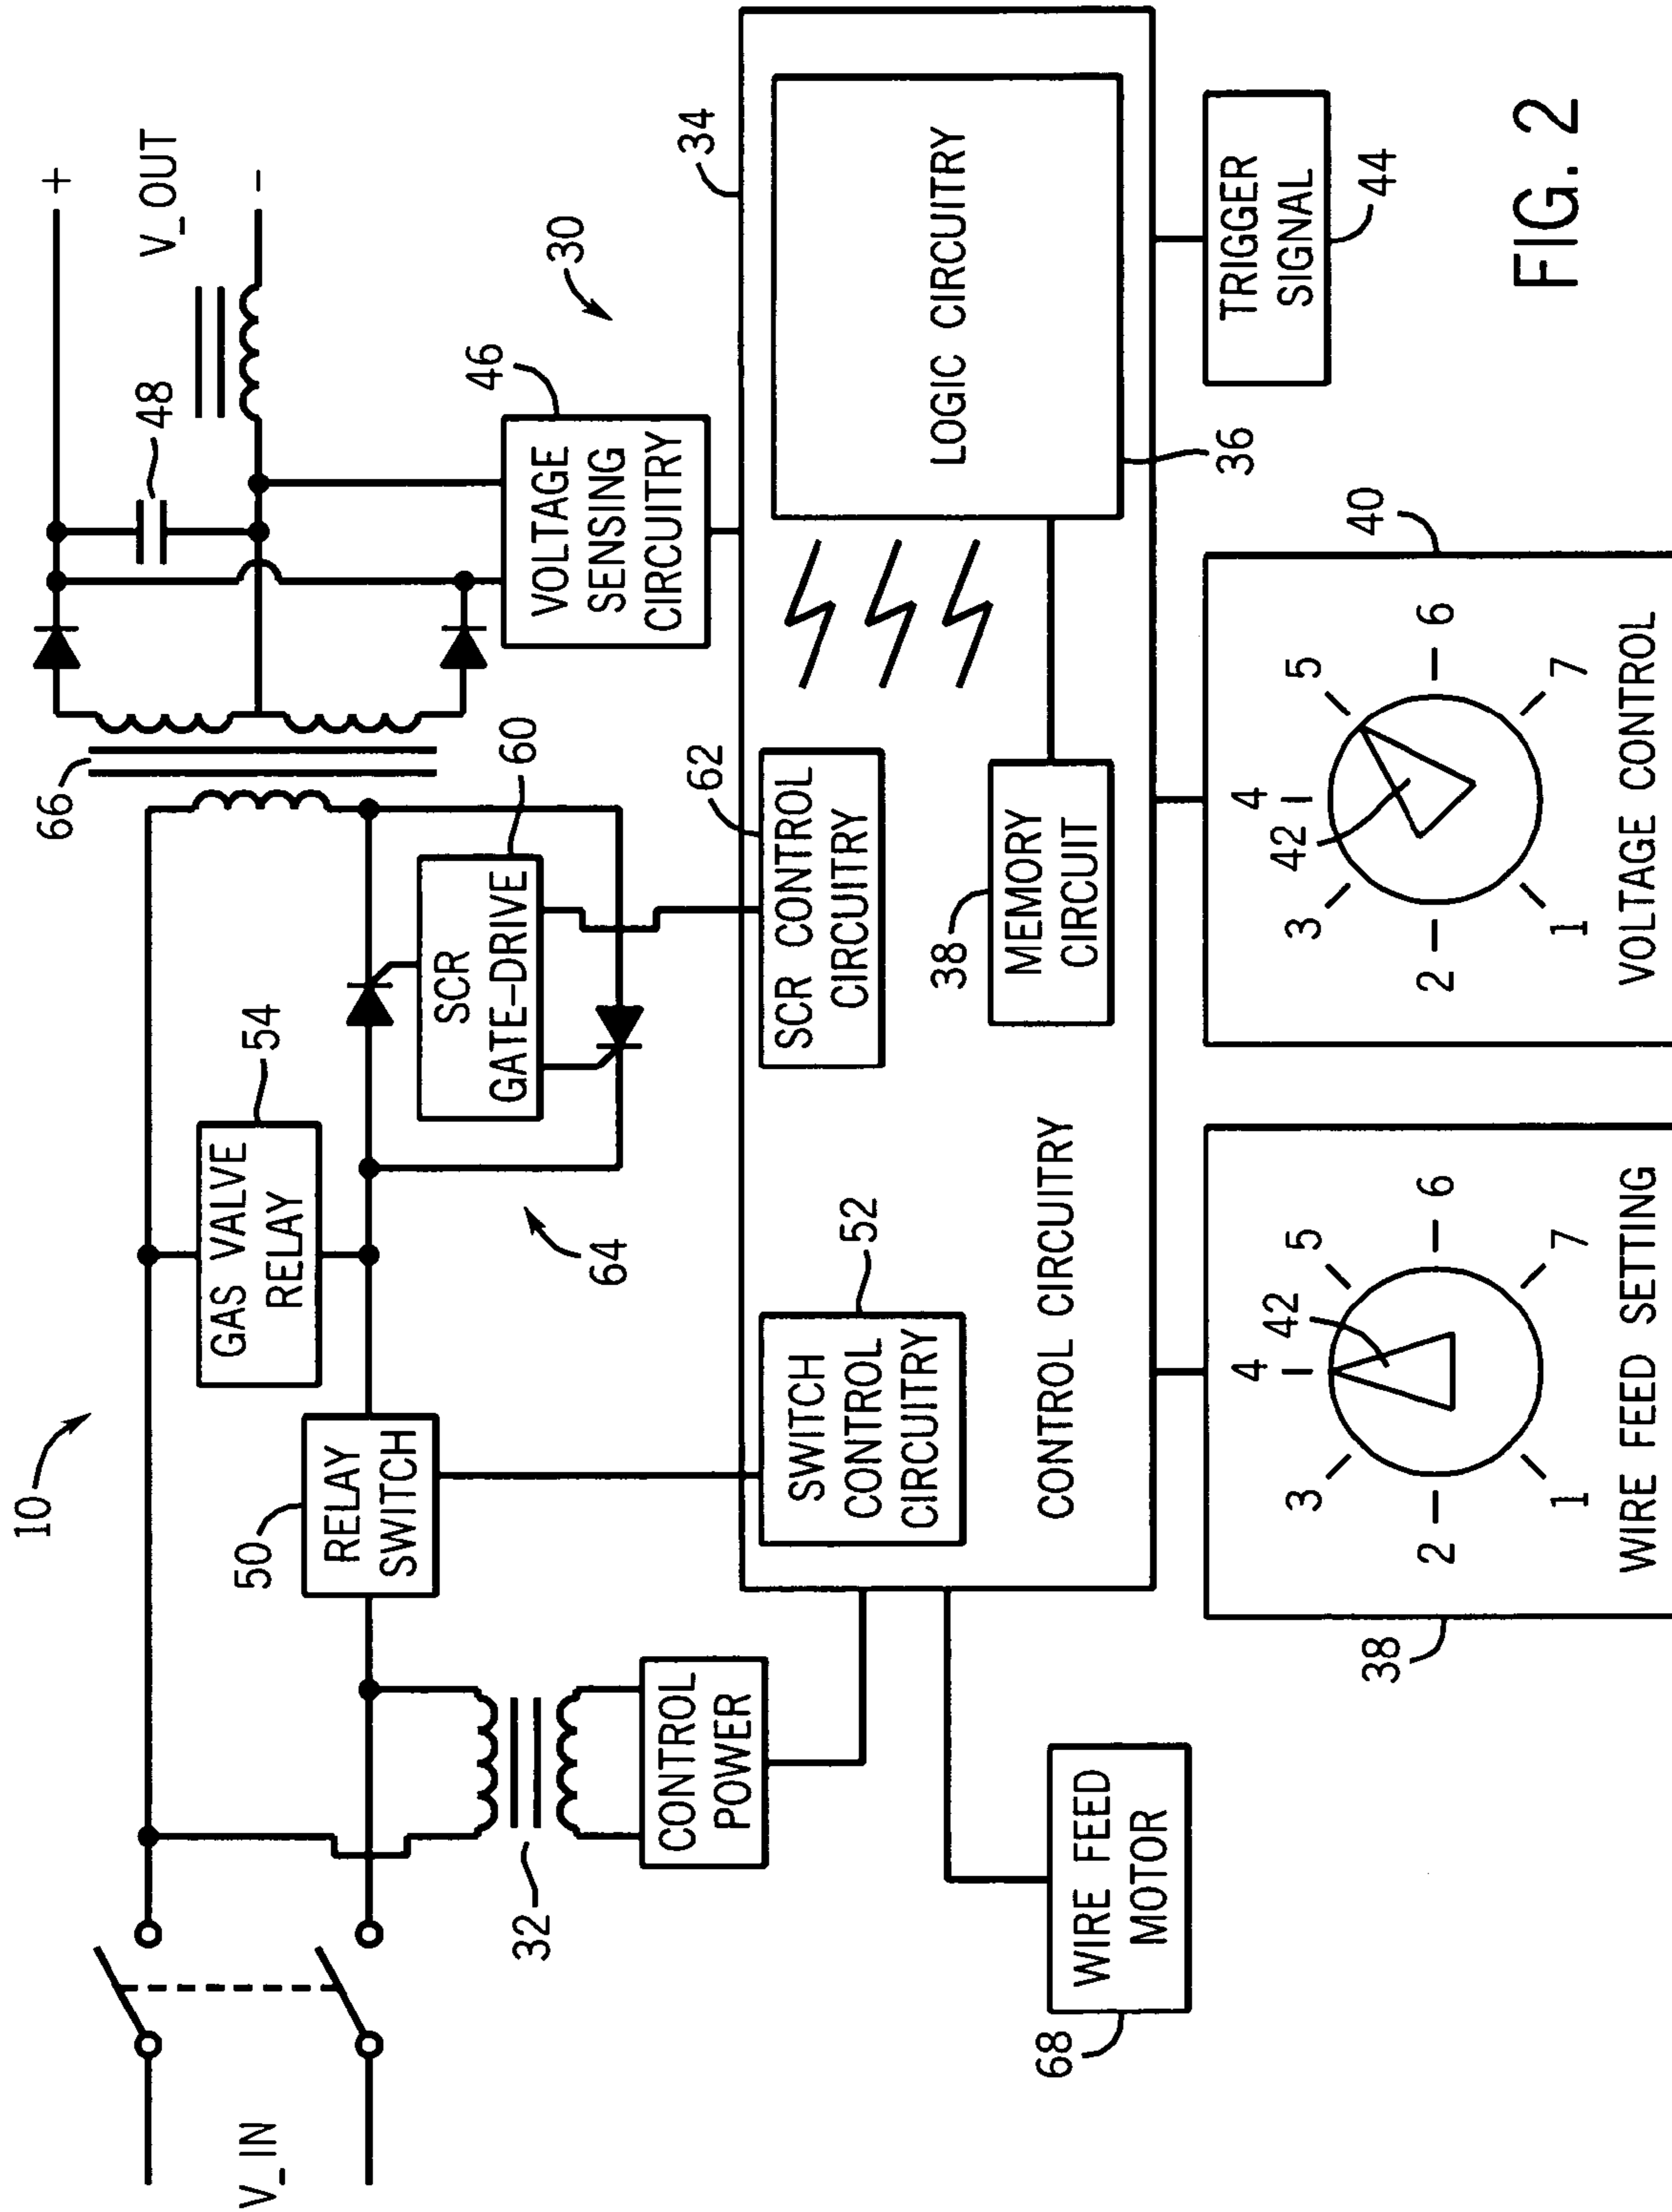 10
66
+
V_OUT
-
48
GAS VALVE
RELAY
54
V_IN
50
RELAY
SWITCH
SCR
GATE-DRIVE
60
46
30
64
VOLTAGE
SENSING
CIRCUITRY
32
CONTROL
POWER
62
34
SWITCH
CONTROL
CIRCUITRY
52
SCR CONTROL
CIRCUITRY
LOGIC CIRCUITRY
38
MEMORY
CIRCUIT
CONTROL CIRCUITRY
36
68
WIRE FEED
MOTOR
TRIGGER
SIGNAL
44
38
1
2
3
4
5
6
7
42
WIRE FEED SETTING
40
1
2
3
4
5
6
7
42
VOLTAGE CONTROL
FIG. 2